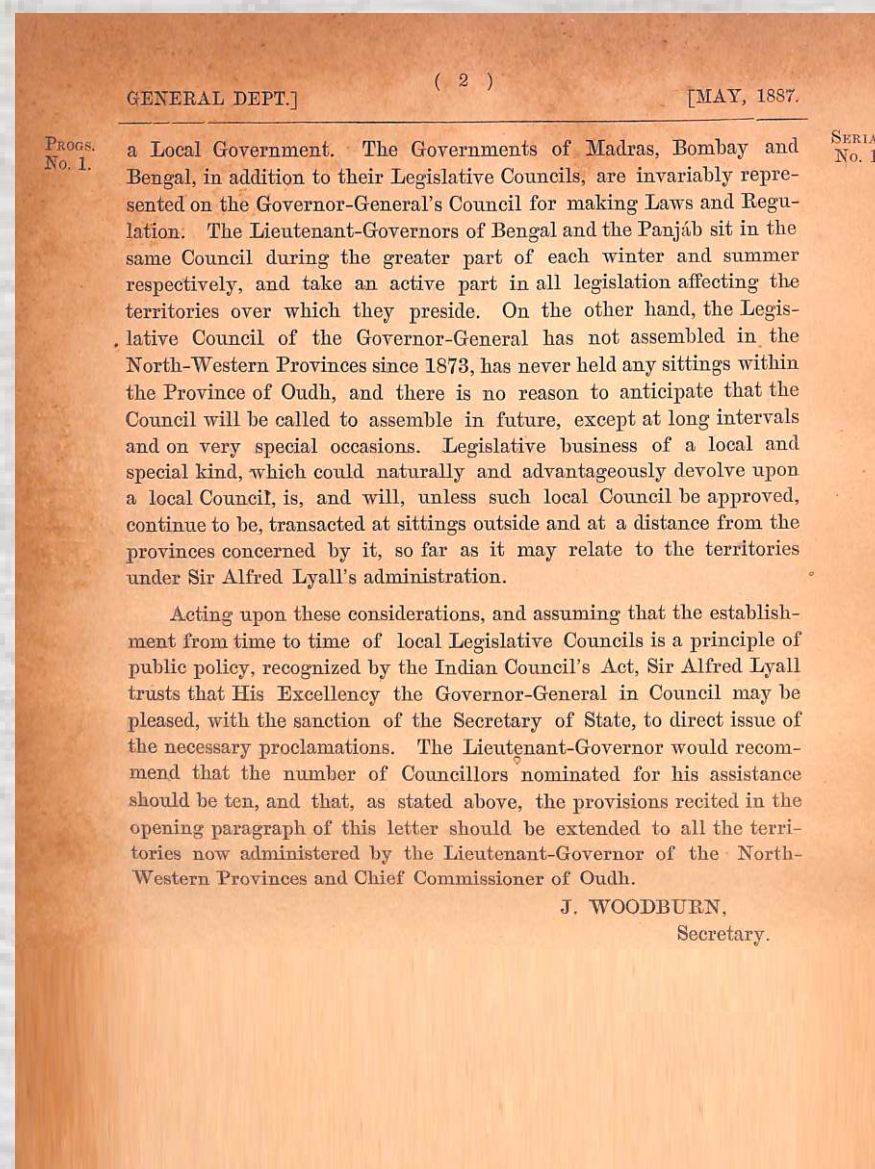 ( 2 )
GENERAL DEPT.] [MAY, 1887.
PROGS.
No. 1.
SERIA
No. 1
a Local Government. The Governments of Madras, Bombay and
Bengal, in addition to their Legislative Councils, are invariably repre-
sented on the Governor-General's Council for making Laws and Regu-
lation. The Lieutenant-Governors of Bengal and the Panjáb sit in the
same Council during the greater part of each winter and summer
respectively, and take an active part in all legislation affecting the
territories over which they preside. On the other hand, the Legis-
lative Council of the Governor-General has not assembled in the
North-Western Provinces since 1873, has never held any sittings within
the Province of Oudh, and there is no reason to anticipate that the
Council will be called to assemble in future, except at long intervals
and on very special occasions. Legislative business of a local and
special kind, which could naturally and advantageously devolve upon
a local Council, is, and will, unless such local Council be approved,
continue to be, transacted at sittings outside and at a distance from the
provinces concerned by it, so far as it may relate to the territories
under Sir Alfred Lyall's administration.
Acting upon these considerations, and assuming that the establish-
ment from time to time of local Legislative Councils is a principle of
public policy, recognized by the Indian Council's Act, Sir Alfred Lyall
trusts that His Excellency the Governor-General in Council may be
pleased, with the sanction of the Secretary of State, to direct issue of
the necessary proclamations. The Lieutenant-Governor would recom-
mend that the number of Councillors nominated for his assistance
should be ten, and that, as stated above, the provisions recited in the
opening paragraph of this letter should be extended to all the terri-
tories now administered by the Lieutenant-Governor of the North-
Western Provinces and Chief Commissioner of Oudh.
J. WOODBURN,
Secretary.